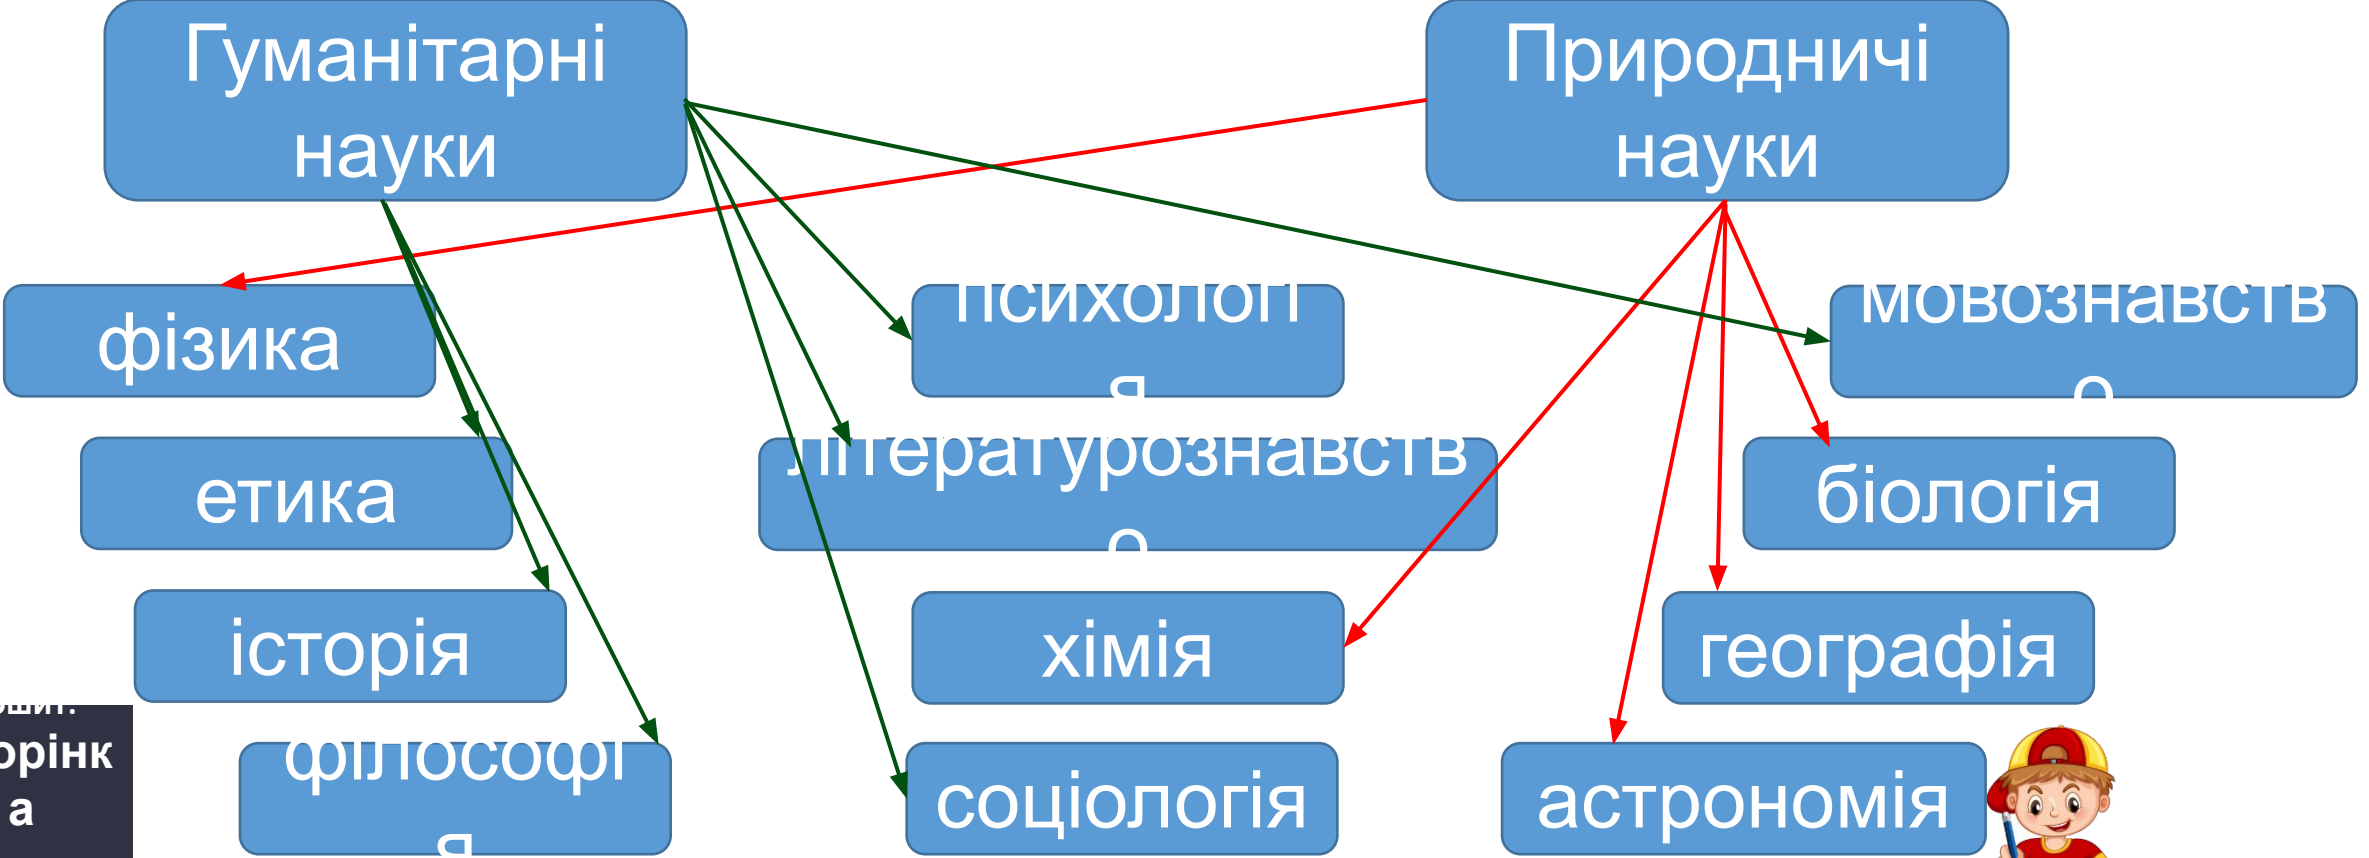 Гуманітарні
науки
Природничі
науки
фізика
психологі
я
мовознавств
о
етика
літературознавств
о
біологія
історія
хімія
географія
орінк
а
філософі
я
соціологія
астрономія